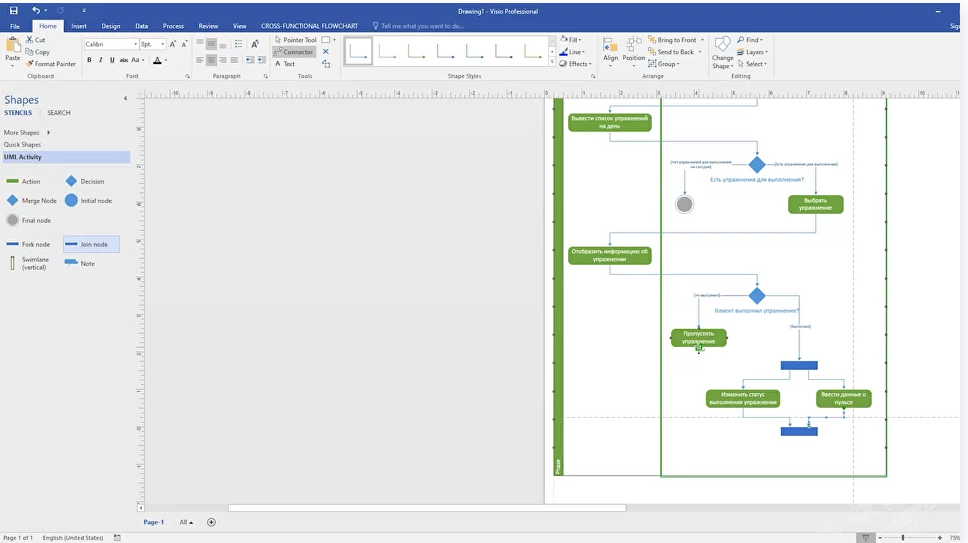 Drawing1 - Visio Professional
File
Home
Insert
Design
Data
Process
Review
View
CROSS-FUNCTIONAL FLOWCHART
Tell me what you want to do...
Sig
Paste
Cut
Copy
Format Painter
Clipboard
Calibri
8pt.
B I U abc Aa A
Font
Paragraph
Pointer Tool
Connector
Text
Tools
Shape Styles
Fill
Line
Effects
Align
Position
Bring to Front
Send to Back
Group
Arrange
Change
Shape
Find
Layers
Select
Editing
Shapes
STENCILS
SEARCH
More Shapes
Quick Shapes
UML Activity
Action
Decision
Merge Node
Initial node
Final node
Fork node
Join node
Swimlane
(vertical)
Note
Вывести список упражнений
на день
[Нет упражнений для выполнения
на сегодня]
[Есть упражнения для выполнения]
Есть упражнения для выполнения?
Выбрать
упражнение
Отобразить информацию об
упражнении
[Не выполнил]
Клиент выполнил упражнение?
[Выполнил]
Пропустить
упражнение
Изменить статус
выполнения упражнения
Ввести данные о
пульсе
Phase
Page-1
All
Page 1 of 1
English (United States)
75%